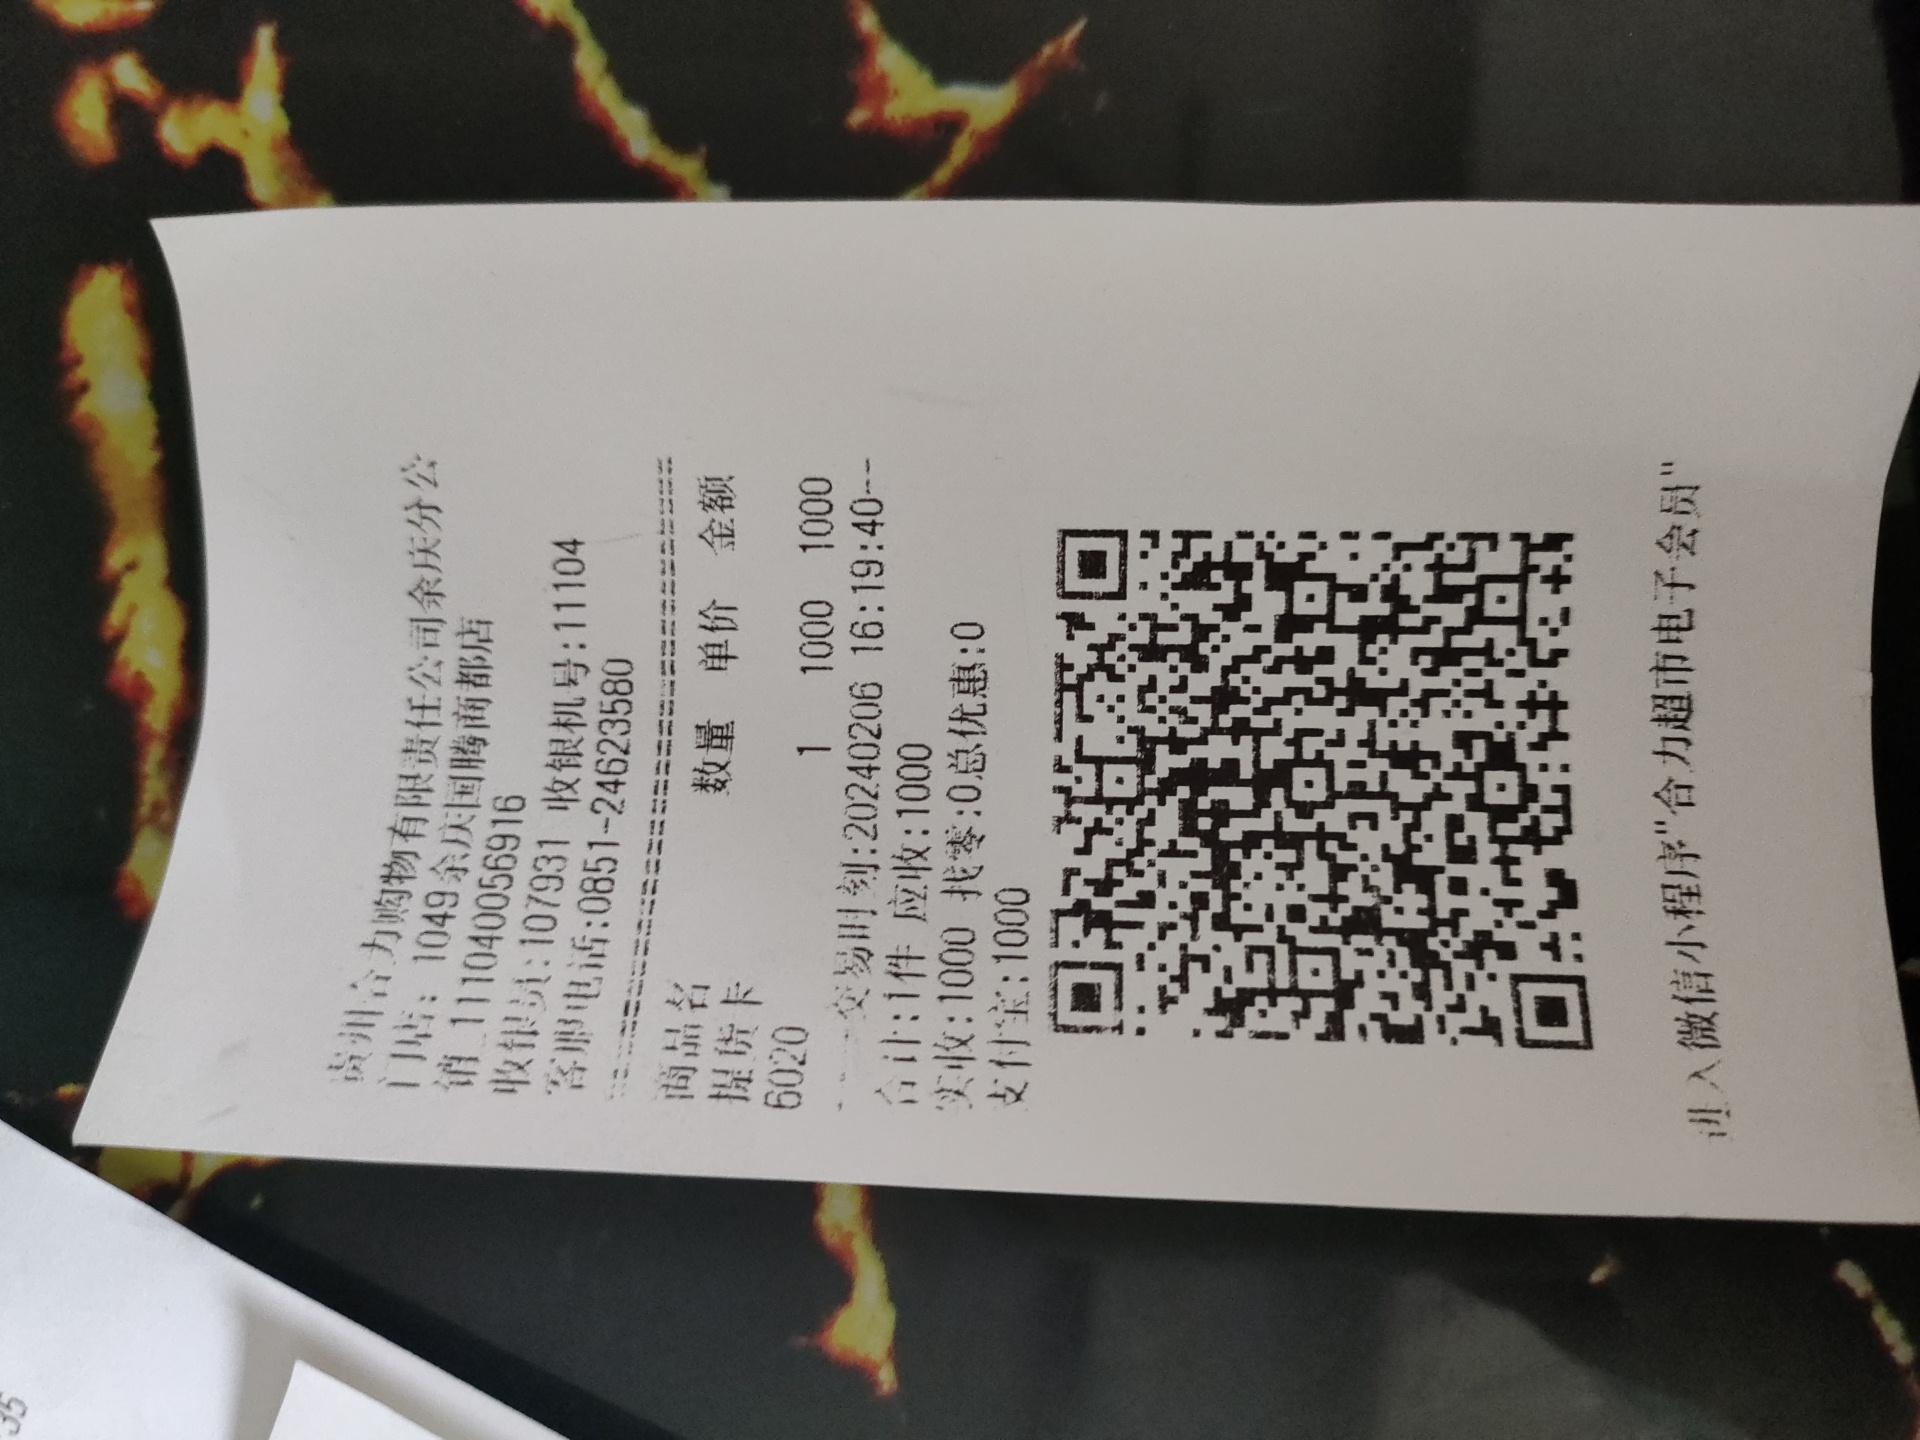 贵州合力购物有限责任公司余庆分公
门店: 1049余庆国腾商都店
销 1110400569916
收银员:107931 收银机号:11104
客服电话:0851-24623580
商品名 数量 单价 金额
提货卡
6020 1 1000 1000
----交易时刻:20240206 16:19:40---
合计:1件 应收:1000
实收:1000 找零:0总优惠:0
支付宝:1000
进入微信小程序"合力超市电子会员"
35